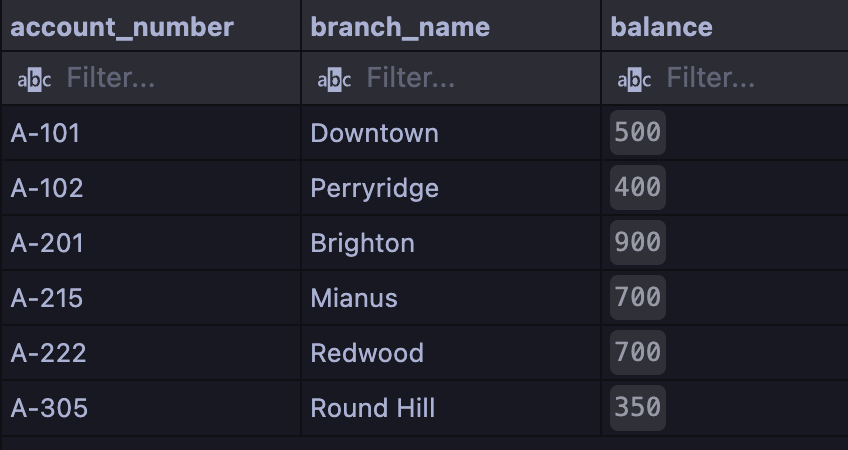 account_number branch_name balance
abc Filter... abc Filter... abc Filter...
A-101 Downtown 500
A-102 Perryridge 400
A-201 Brighton 900
A-215 Mianus 700
A-222 Redwood 700
A-305 Round Hill 350